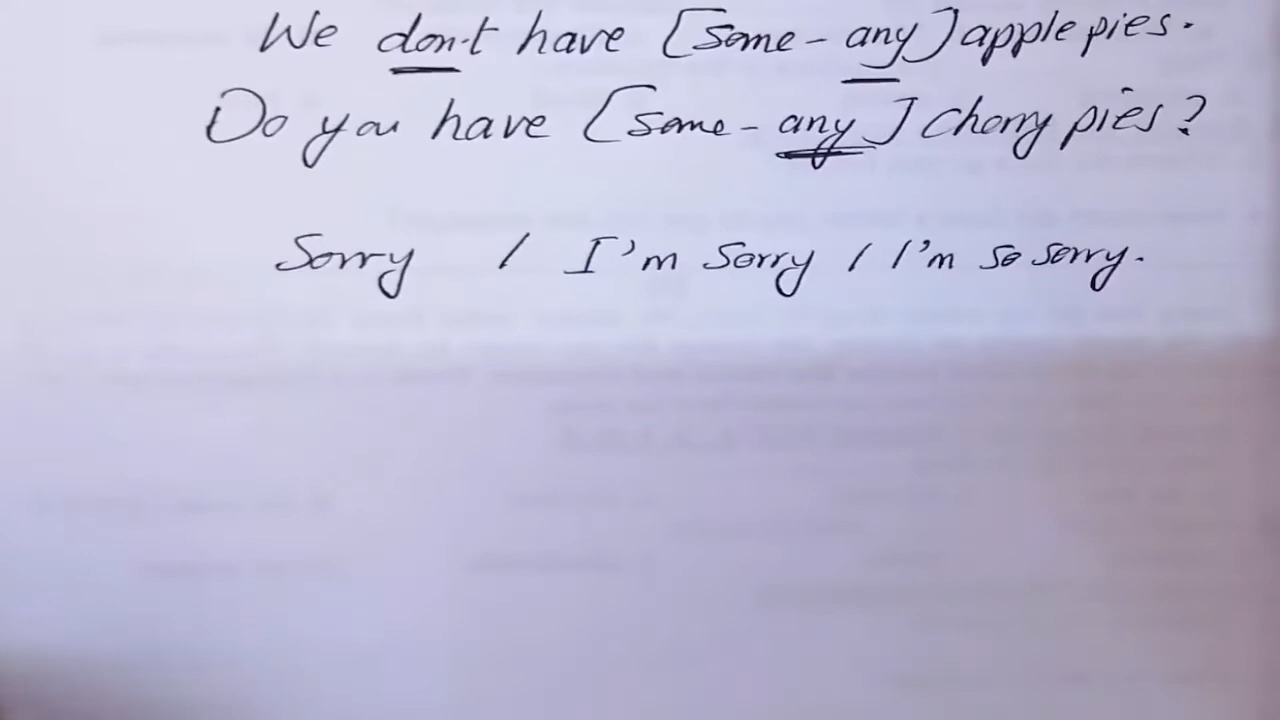 We don't have [some - any] apple pies.
Do you have [some - any] cherry pies?
Sorry / I'm sorry / I'm so sorry.